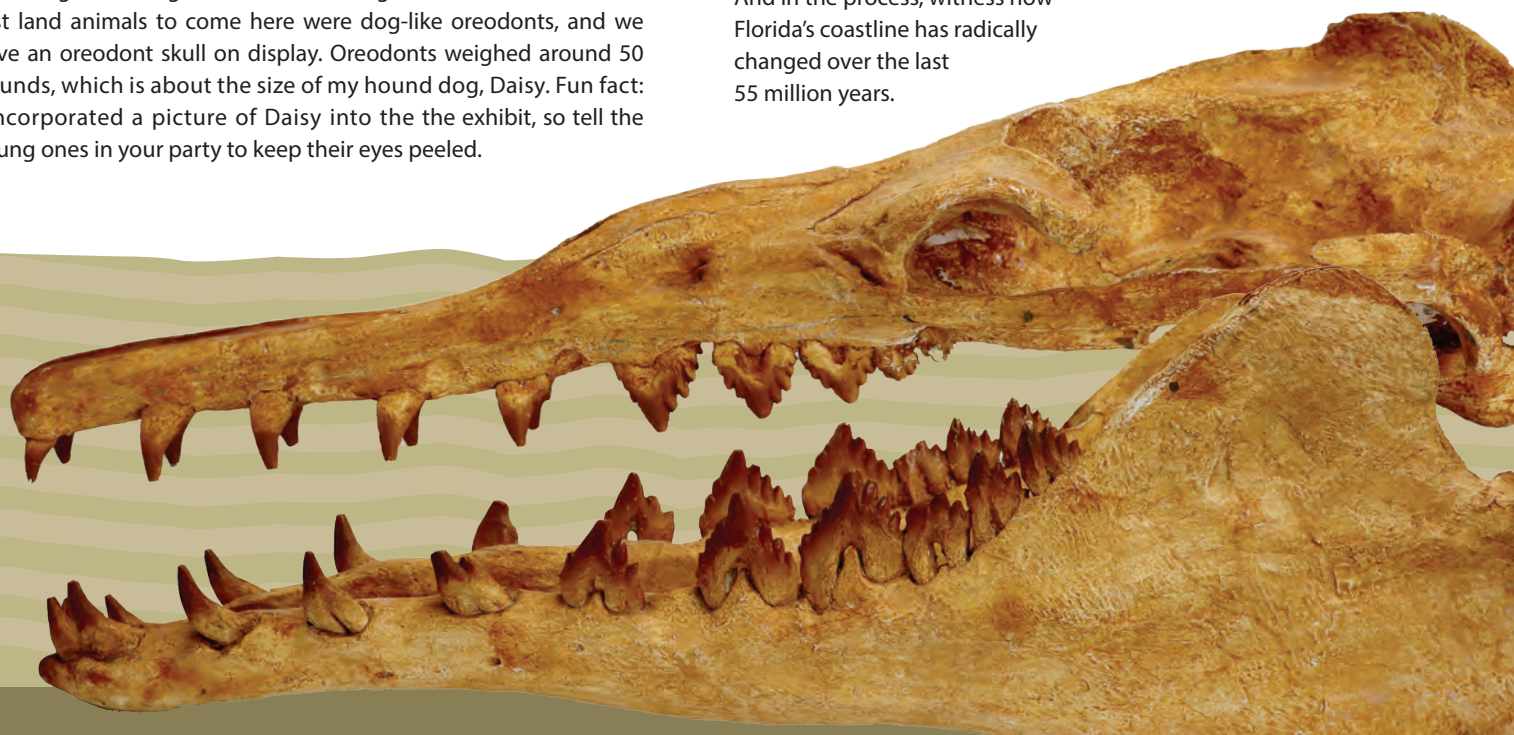 st land animals to come here were dog-like oreodonts, and we
ve an oreodont skull on display. Oreodonts weighed around 50
unds, which is about the size of my hound dog, Daisy. Fun fact:
ncorporated a picture of Daisy into the the exhibit, so tell the
ung ones in your party to keep their eyes peeled.
Florida’s coastline has radically
changed over the last
55 million years.